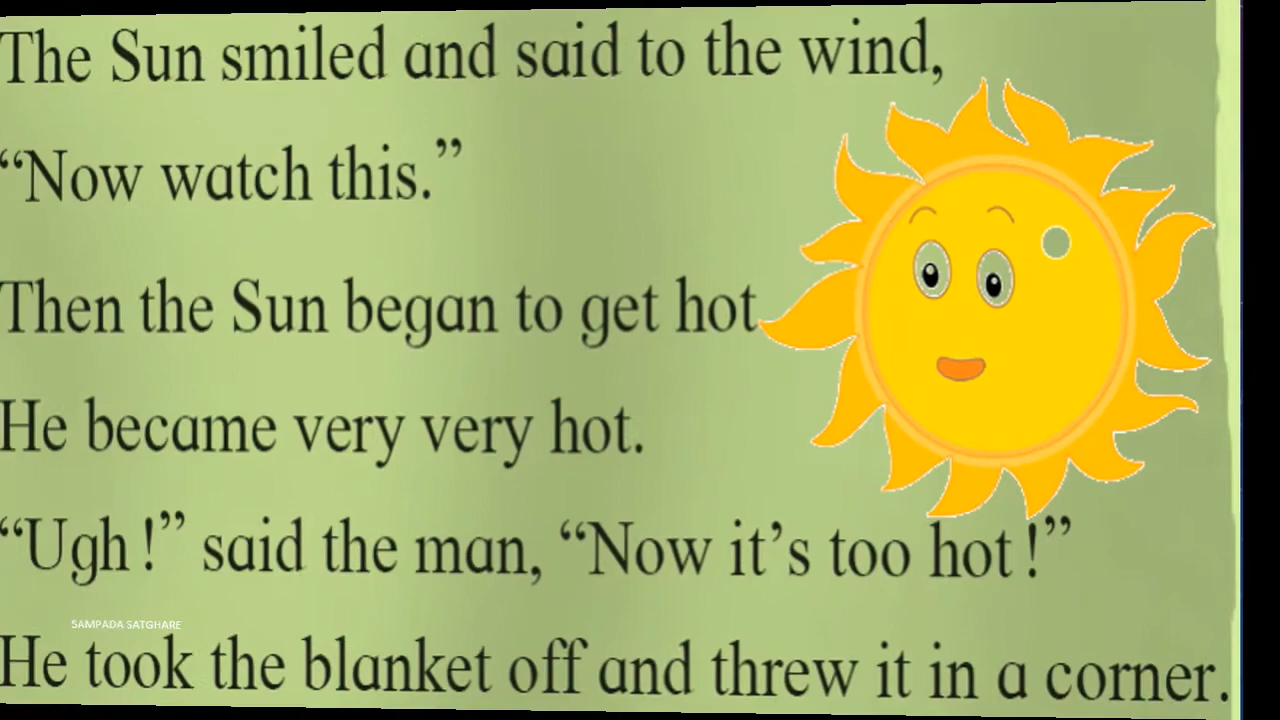 The Sun smiled and said to the wind,
“Now watch this.”
Then the Sun began to get hot
He became very very hot.
“Ugh !” said the man, “Now it’s too hot !”
SAMPADA SATGHARE
He took the blanket off and threw it in a corner.